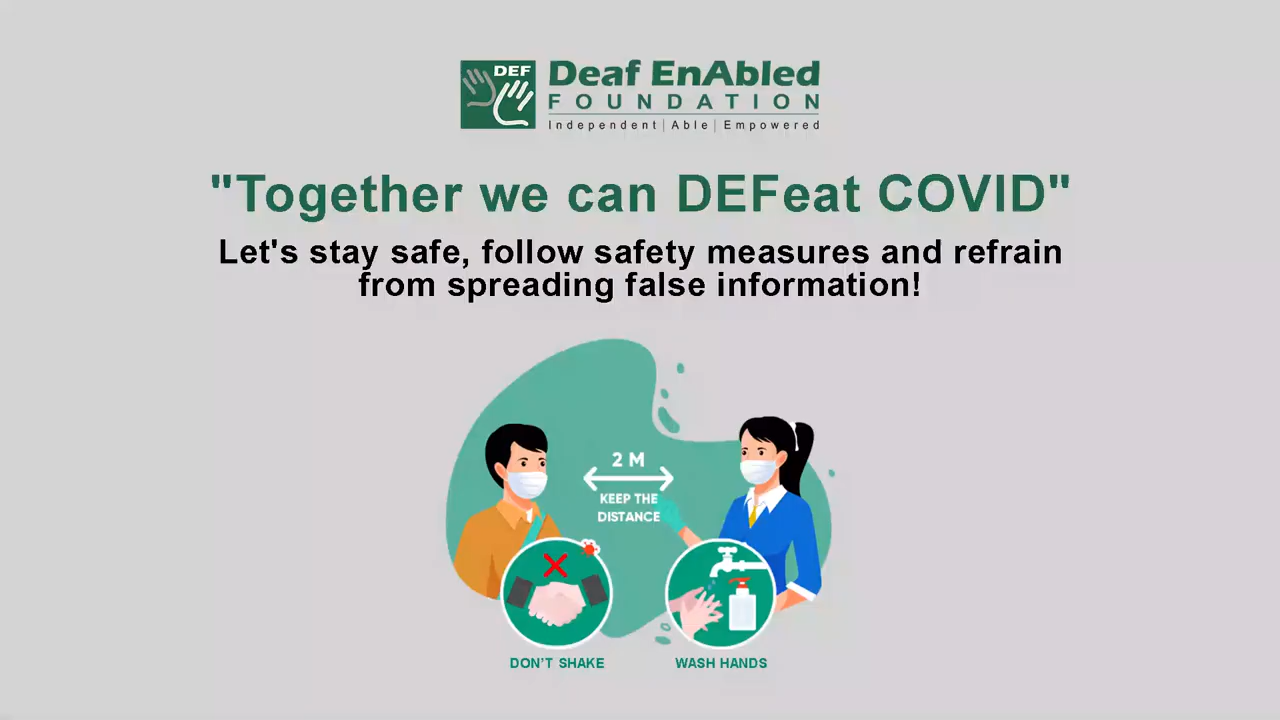 DEF
Deaf EnAbled
FOUNDATION
Independent | Able | Empowered
"Together we can DEFeat COVID"
Let's stay safe, follow safety measures and refrain
from spreading false information!
2 M
KEEP THE
DISTANCE
DON'T SHAKE
WASH HANDS